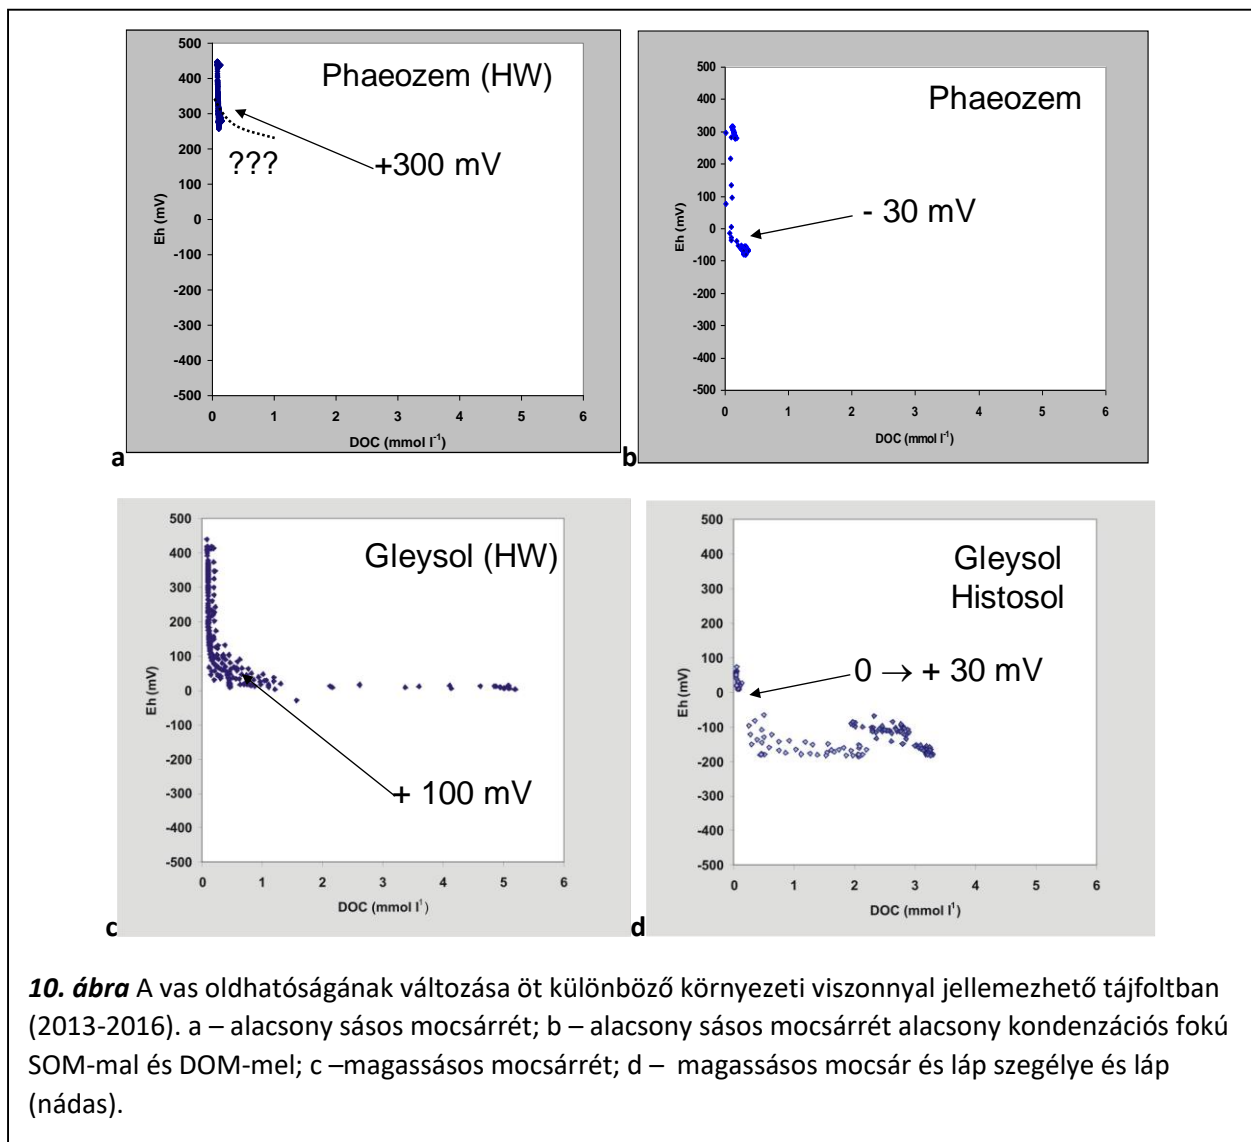 500
400
300
200
100
0
-100
-200
-300
-400
-500
Eh (mV)
Phaeozem (HW)
+300 mV
???
0 1 2 3 4 5 6
DOC (mmol l-1)
a
500
400
300
200
100
0
-100
-200
-300
-400
-500
Eh (mV)
Phaeozem
- 30 mV
0 1 2 3 4 5 6
DOC (mmol l-1)
b
500
400
300
200
100
0
-100
-200
-300
-400
-500
Eh (mV)
Gleysol (HW)
+ 100 mV
0 1 2 3 4 5 6
DOC (mmol l1)
c
500
400
300
200
100
0
-100
-200
-300
-400
-500
Eh (mV)
Gleysol
Histosol
0 → + 30 mV
0 1 2 3 4 5 6
DOC (mmol l1)
d
10. ábra A vas oldhatóságának változása öt különböző környezeti viszonnyal jellemezhető tájfoltban
(2013-2016). a – alacsony sásos mocsárrét; b – alacsony sásos mocsárrét alacsony kondenzációs fokú
SOM-mal és DOM-mel; c –magassásos mocsárrét; d – magassásos mocsár és láp szegélye és láp
(nádas).